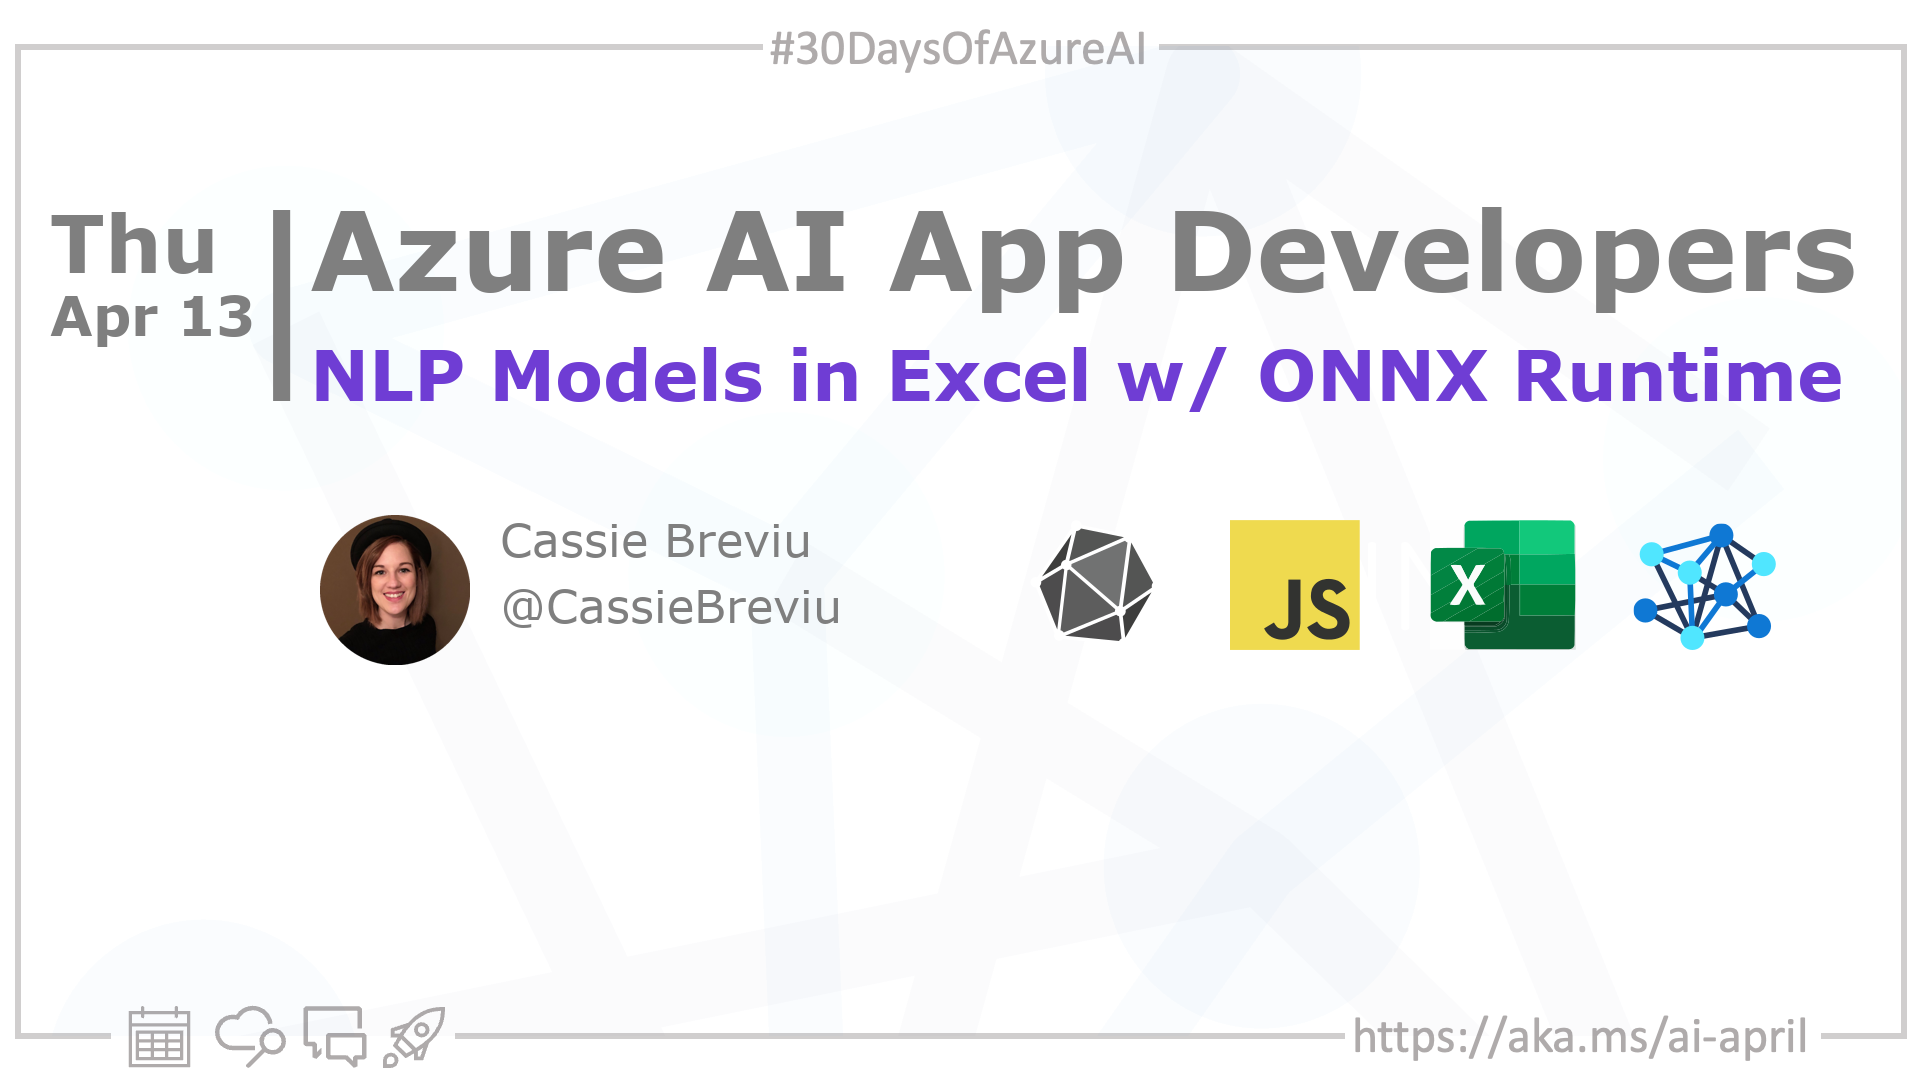 #30DaysOfAzureAI
Thu
Apr 13
Azure AI App Developers
NLP Models in Excel w/ ONNX Runtime
Cassie Breviu
@CassieBreviu
JS
X
https://aka.ms/ai-april